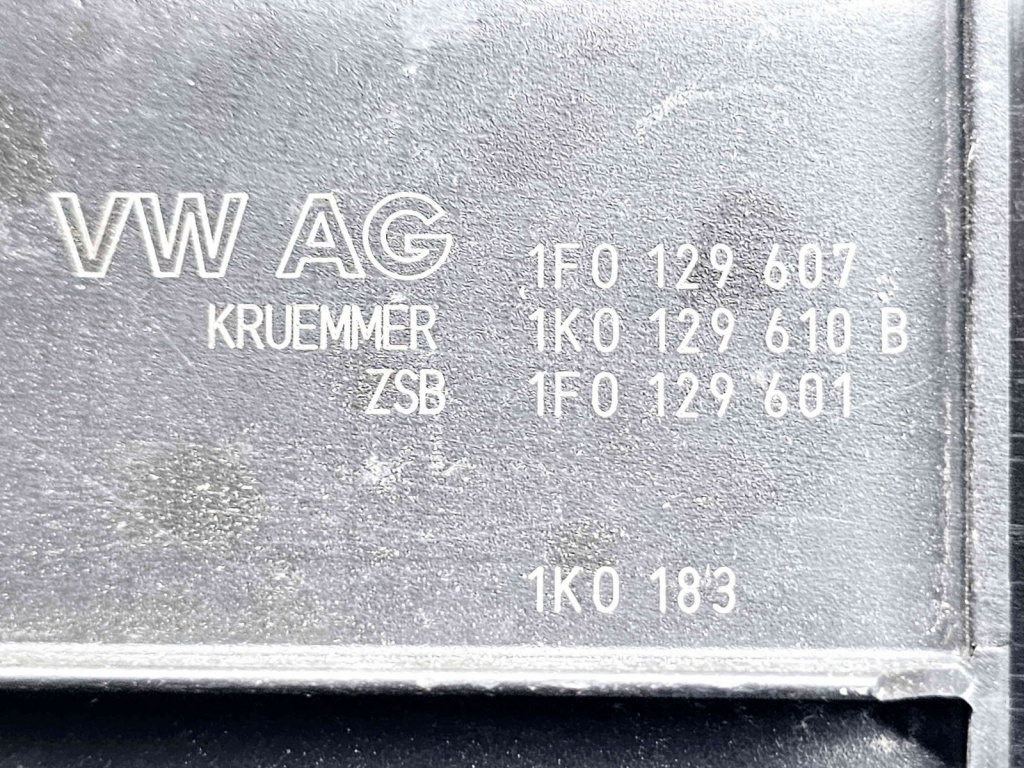 VW AG 1F0 129 607
KRUEMMER 1K0 129 610 B
ZSB 1F0 129 601
1K0 183